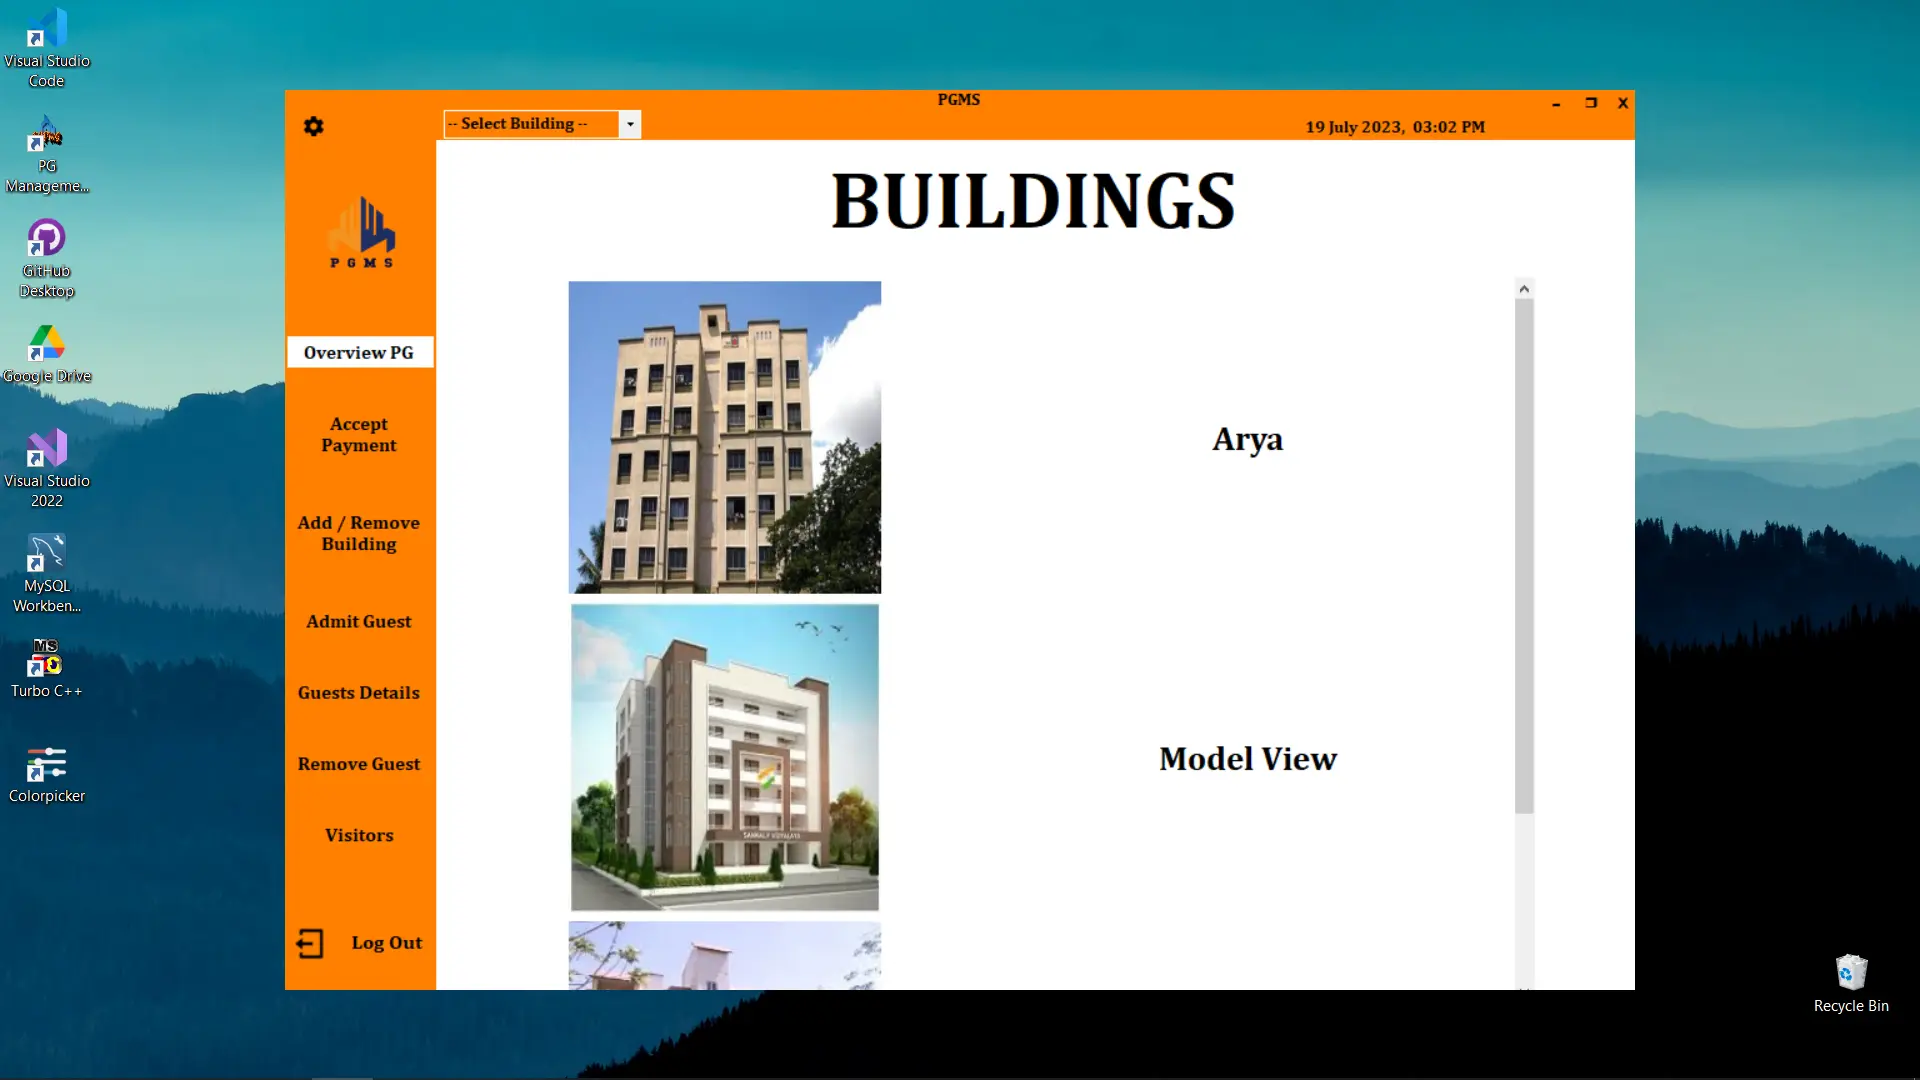 Visual Studio
Code
PG
Manageme...
GitHub
Desktop
Google Drive
Visual Studio
2022
MySQL
Workben...
MS
Turbo C++
Colorpicker
PGMS
-- Select Building --
19 July 2023, 03:02 PM
P G M S
Overview PG
Accept
Payment
Add / Remove
Building
Admit Guest
Guests Details
Remove Guest
Visitors
Log Out
BUILDINGS
Arya
Model View
Recycle Bin